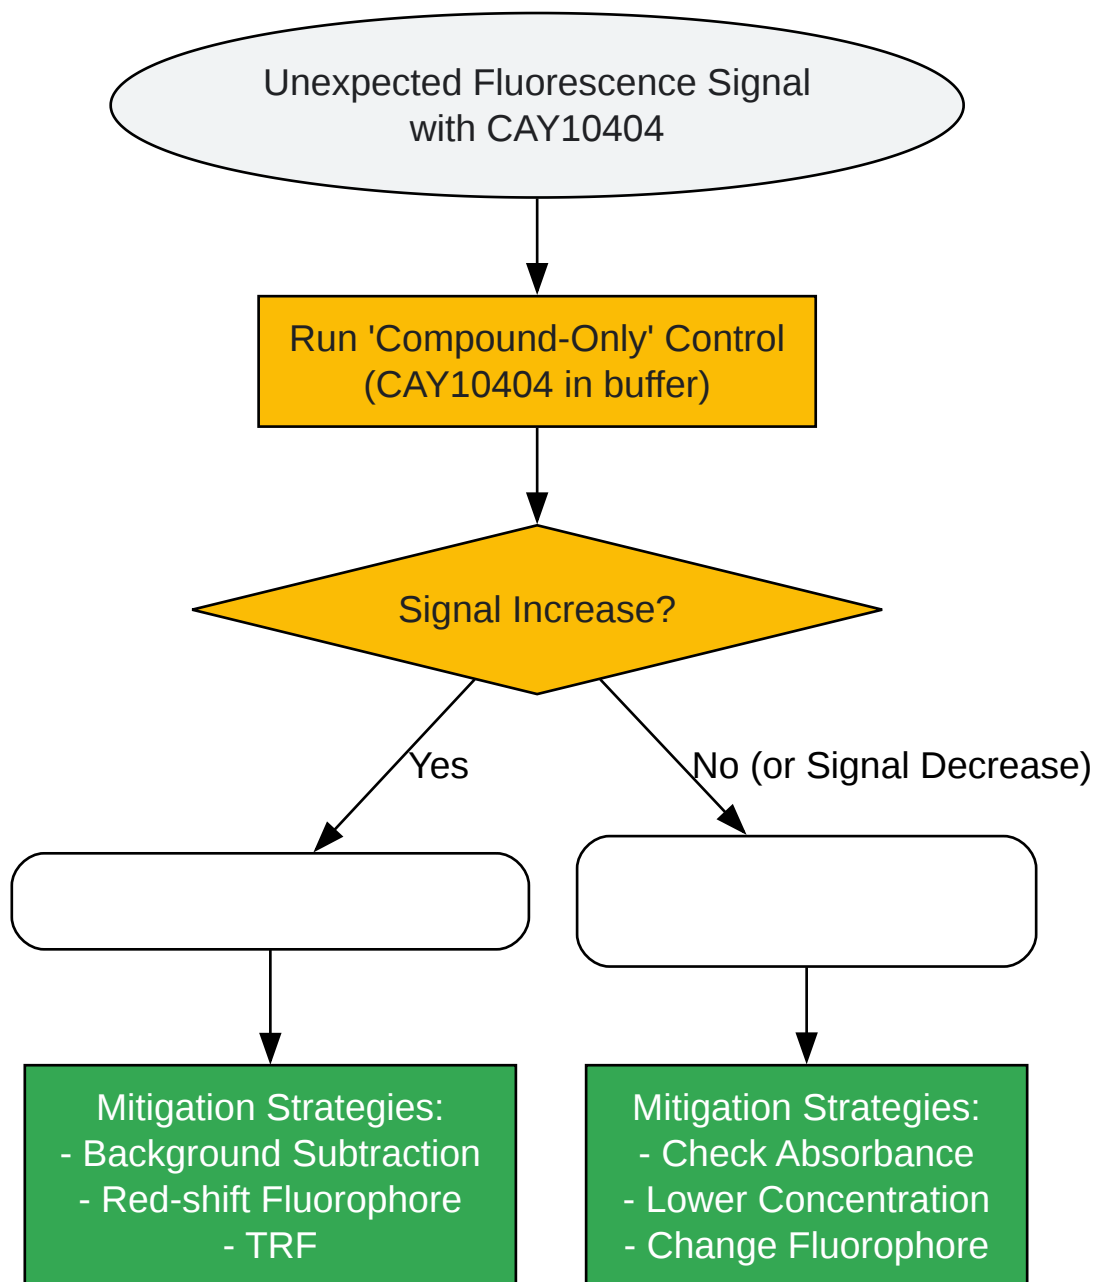 Unexpected Fluorescence Signal
with CAY10404
Run 'Compound-Only' Control
(CAY10404 in buffer)
Signal Increase?
Yes
No (or Signal Decrease)
Mitigation Strategies:
- Background Subtraction
- Red-shift Fluorophore
- TRF
Mitigation Strategies:
- Check Absorbance
- Lower Concentration
- Change Fluorophore